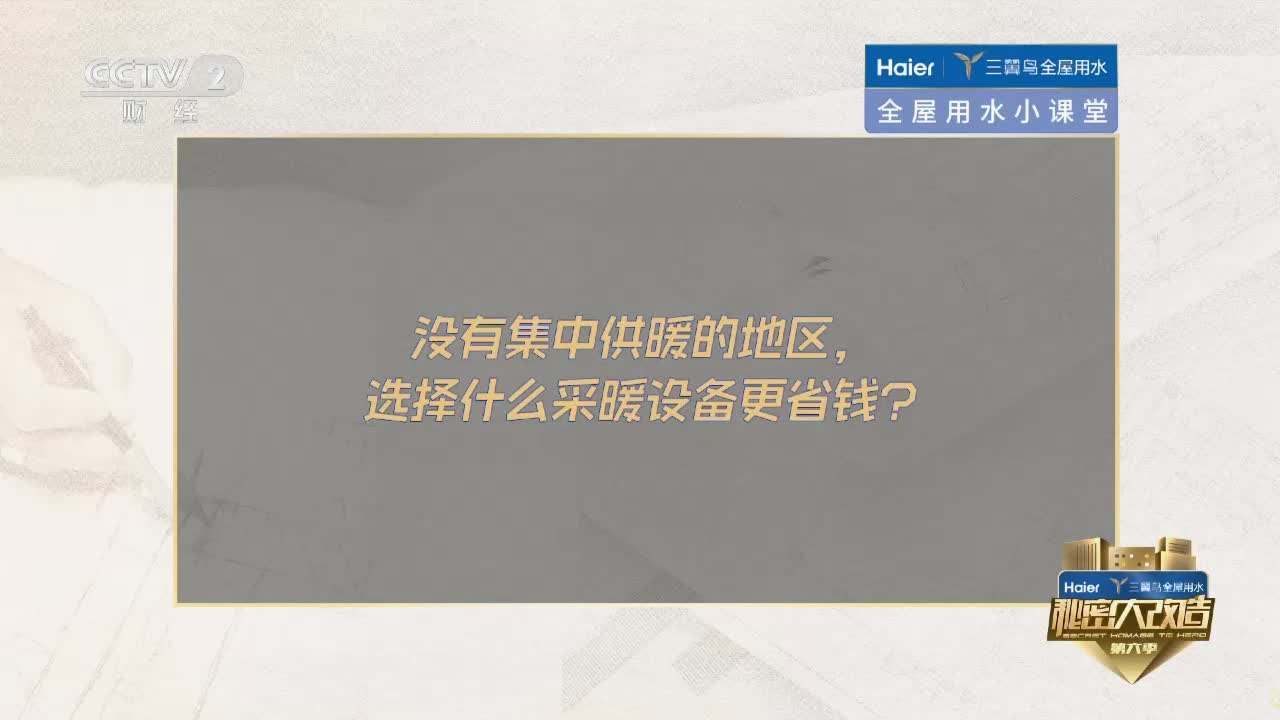 CCTV 2
财 经
Haier 三翼鸟全屋用水
全屋用水小课堂
没有集中供暖的地区，
选择什么采暖设备更省钱？
Haier 三翼鸟全屋用水
秘密大改造
SECRET HOMAGE TO HERO
第六季